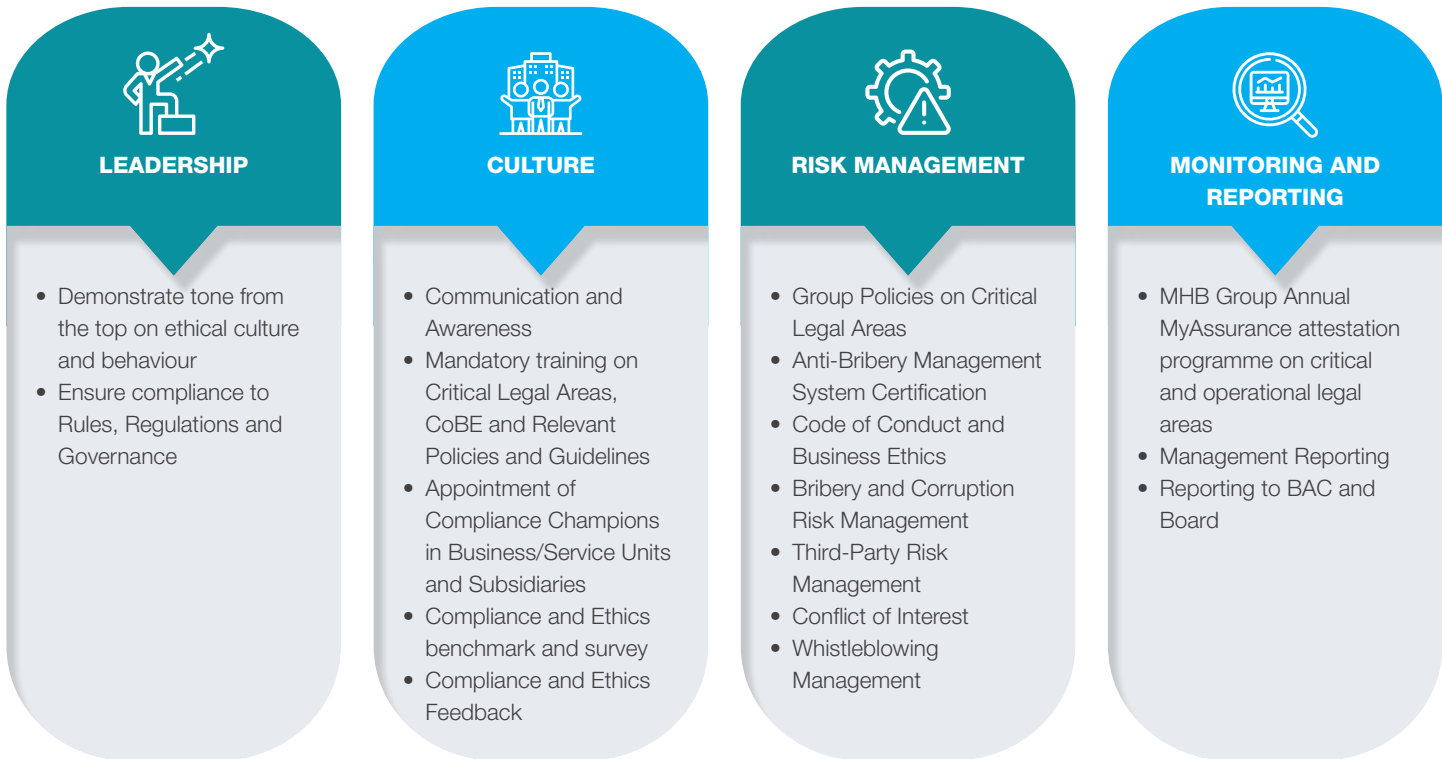 LEADERSHIP
• Demonstrate tone from
the top on ethical culture
and behaviour
• Ensure compliance to
Rules, Regulations and
Governance
CULTURE
• Communication and
Awareness
• Mandatory training on
Critical Legal Areas,
CoBE and Relevant
Policies and Guidelines
• Appointment of
Compliance Champions
in Business/Service Units
and Subsidiaries
• Compliance and Ethics
benchmark and survey
• Compliance and Ethics
Feedback
RISK MANAGEMENT
• Group Policies on Critical
Legal Areas
• Anti-Bribery Management
System Certification
• Code of Conduct and
Business Ethics
• Bribery and Corruption
Risk Management
• Third-Party Risk
Management
• Conflict of Interest
• Whistleblowing
Management
MONITORING AND
REPORTING
• MHB Group Annual
MyAssurance attestation
programme on critical
and operational legal
areas
• Management Reporting
• Reporting to BAC and
Board